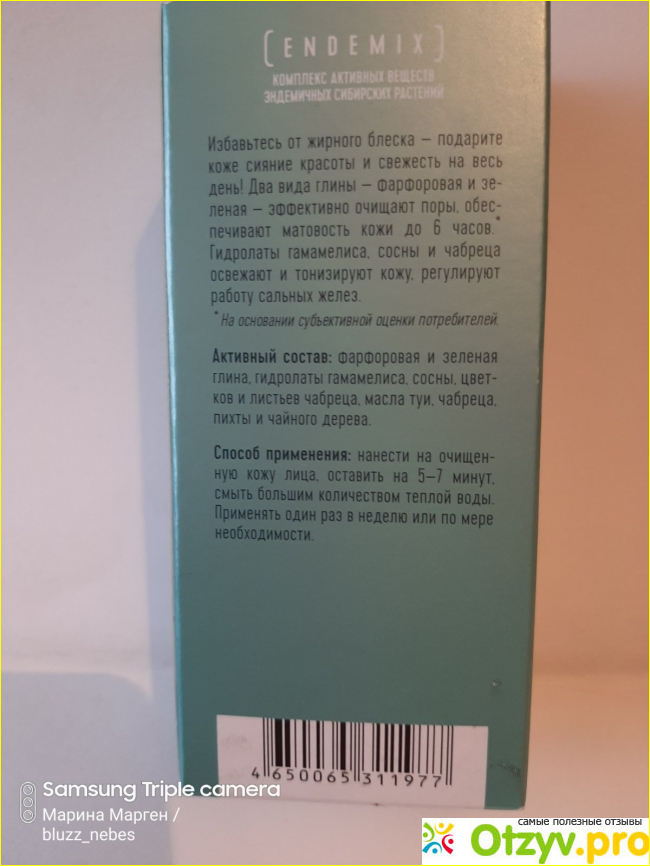 [ENDEMIX]
КОМПЛЕКС АКТИВНЫХ ВЕЩЕСТВ
ЭНДЕМИЧНЫХ СИБИРСКИХ РАСТЕНИЙ
Избавьтесь от жирного блеска – подарите
коже сияние красоты и свежесть на весь
день! Два вида глины – фарфоровая и зе-
леная – эффективно очищают поры, обес-
печивают матовость кожи до 6 часов.*
Гидролаты гамамелиса, сосны и чабреца
освежают и тонизируют кожу, регулируют
работу сальных желез.
* На основании субъективной оценки потребителей.
Активный состав: фарфоровая и зеленая
глина, гидролаты гамамелиса, сосны, цвет-
ков и листьев чабреца, масла туи, чабреца,
пихты и чайного дерева.
Способ применения: нанести на очищен-
ную кожу лица, оставить на 5–7 минут,
смыть большим количеством теплой воды.
Применять один раз в неделю или по мере
необходимости.
4 650065 311977
Samsung Triple camera
Марина Марген /
bluzz_nebes
самые полезные отзывы
Otzyv.pro